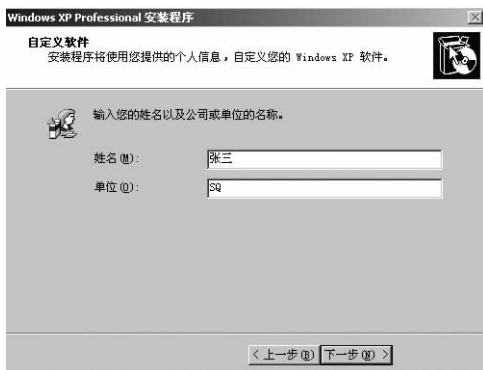 Windows XP Professional 安装程序
自定义软件
安装程序将使用您提供的个人信息，自定义您的 Windows XP 软件。
输入您的姓名以及公司或单位的名称。
姓名(M): 张三
单位(O): SQ
< 上一步(B) 下一步(N) >